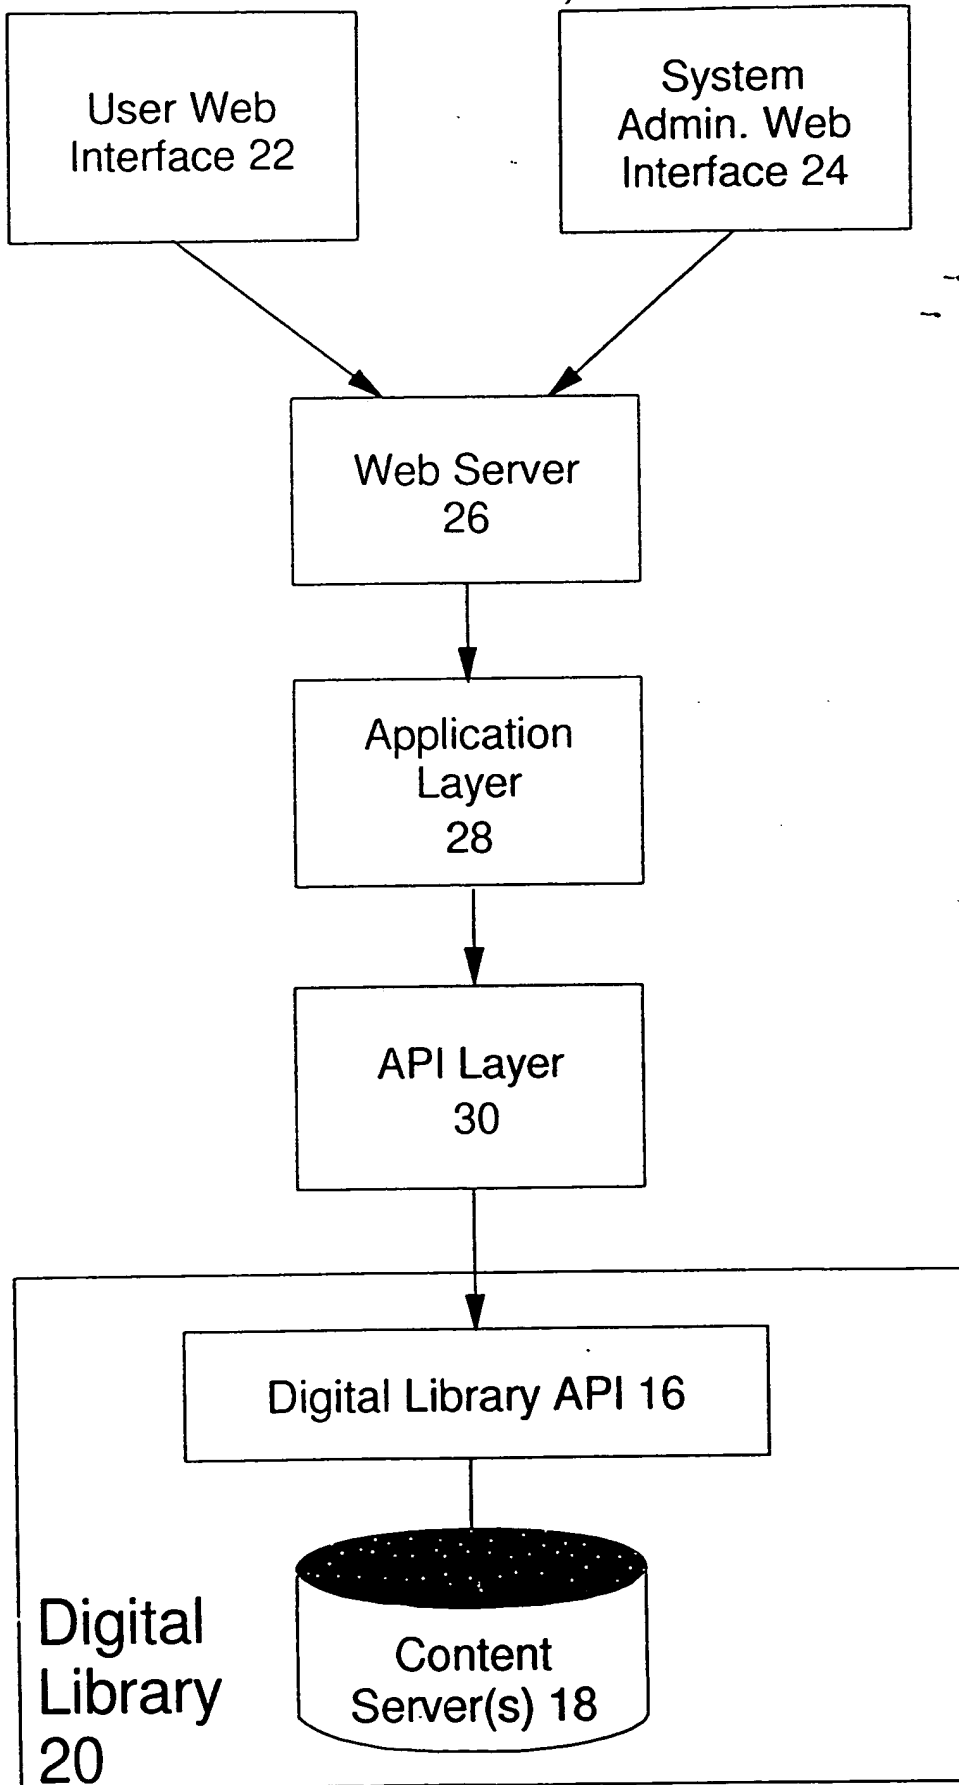 User Web
Interface 22
System
Admin. Web
Interface 24
Web Server
26
Application
Layer
28
API Layer
30
Digital Library API 16
Content
Server(s) 18
Digital
Library
20